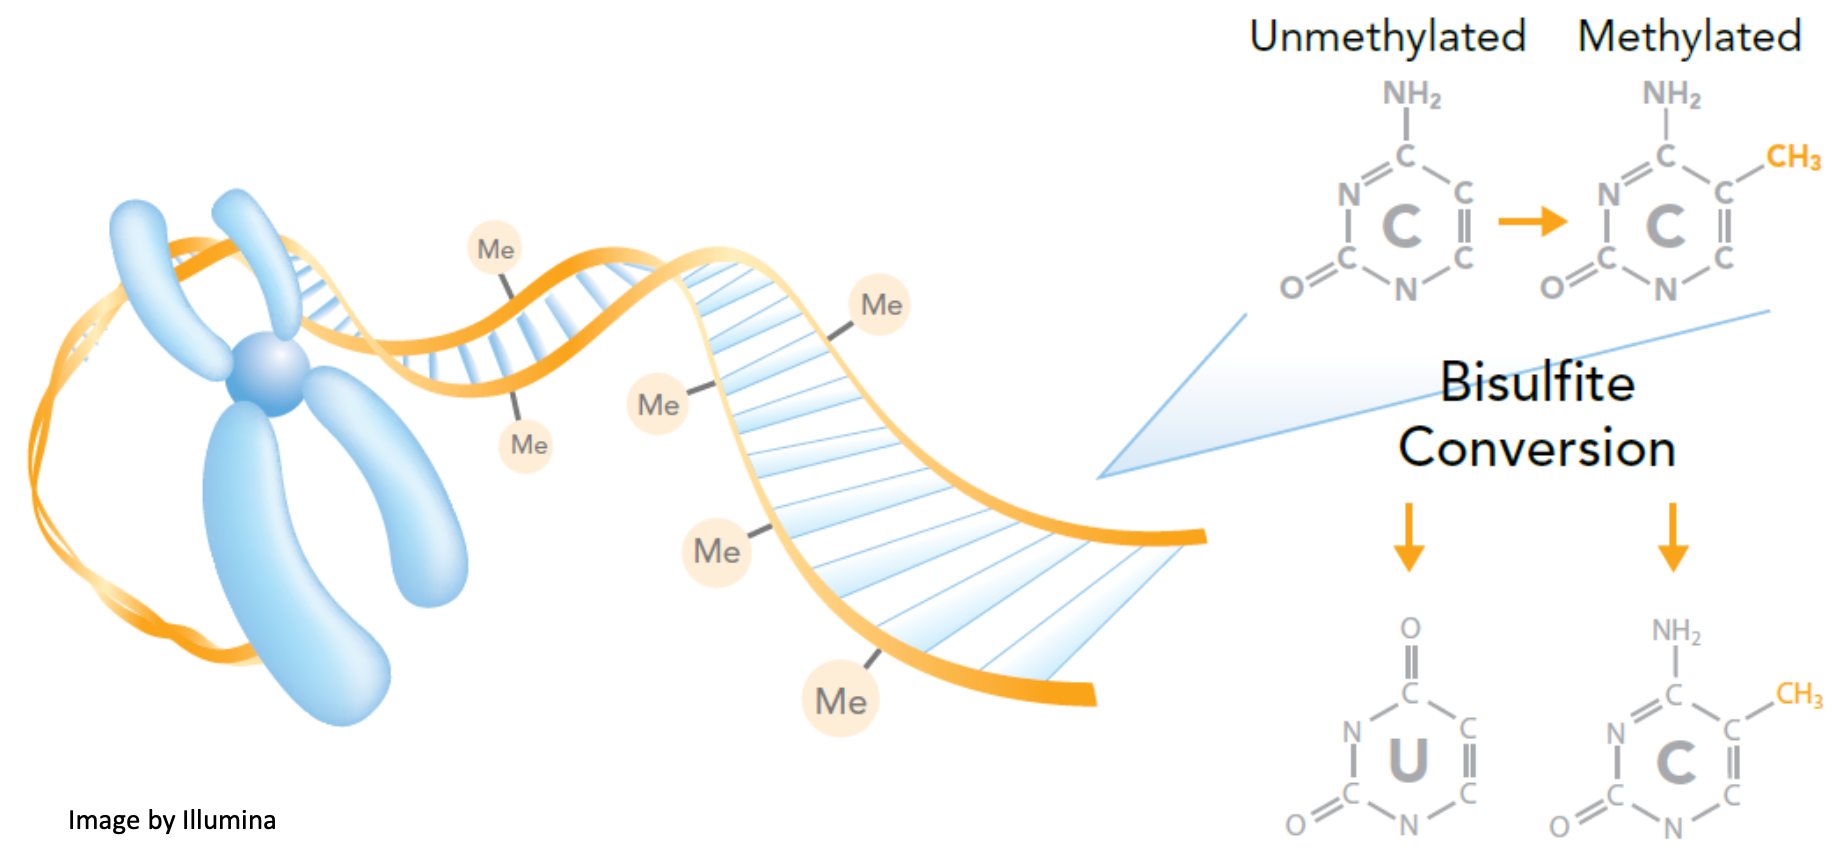 Unmethylated
Methylated
NH₂
C
N
C
C
C
N
C
O
NH₂
CH₃
C
N
C
C
C
N
C
O
Me
Me
Me
Me
Me
Me
Bisulfite
Conversion
O
C
N
C
U
C
N
C
O
NH₂
CH₃
C
N
C
C
C
N
C
O
Image by Illumina